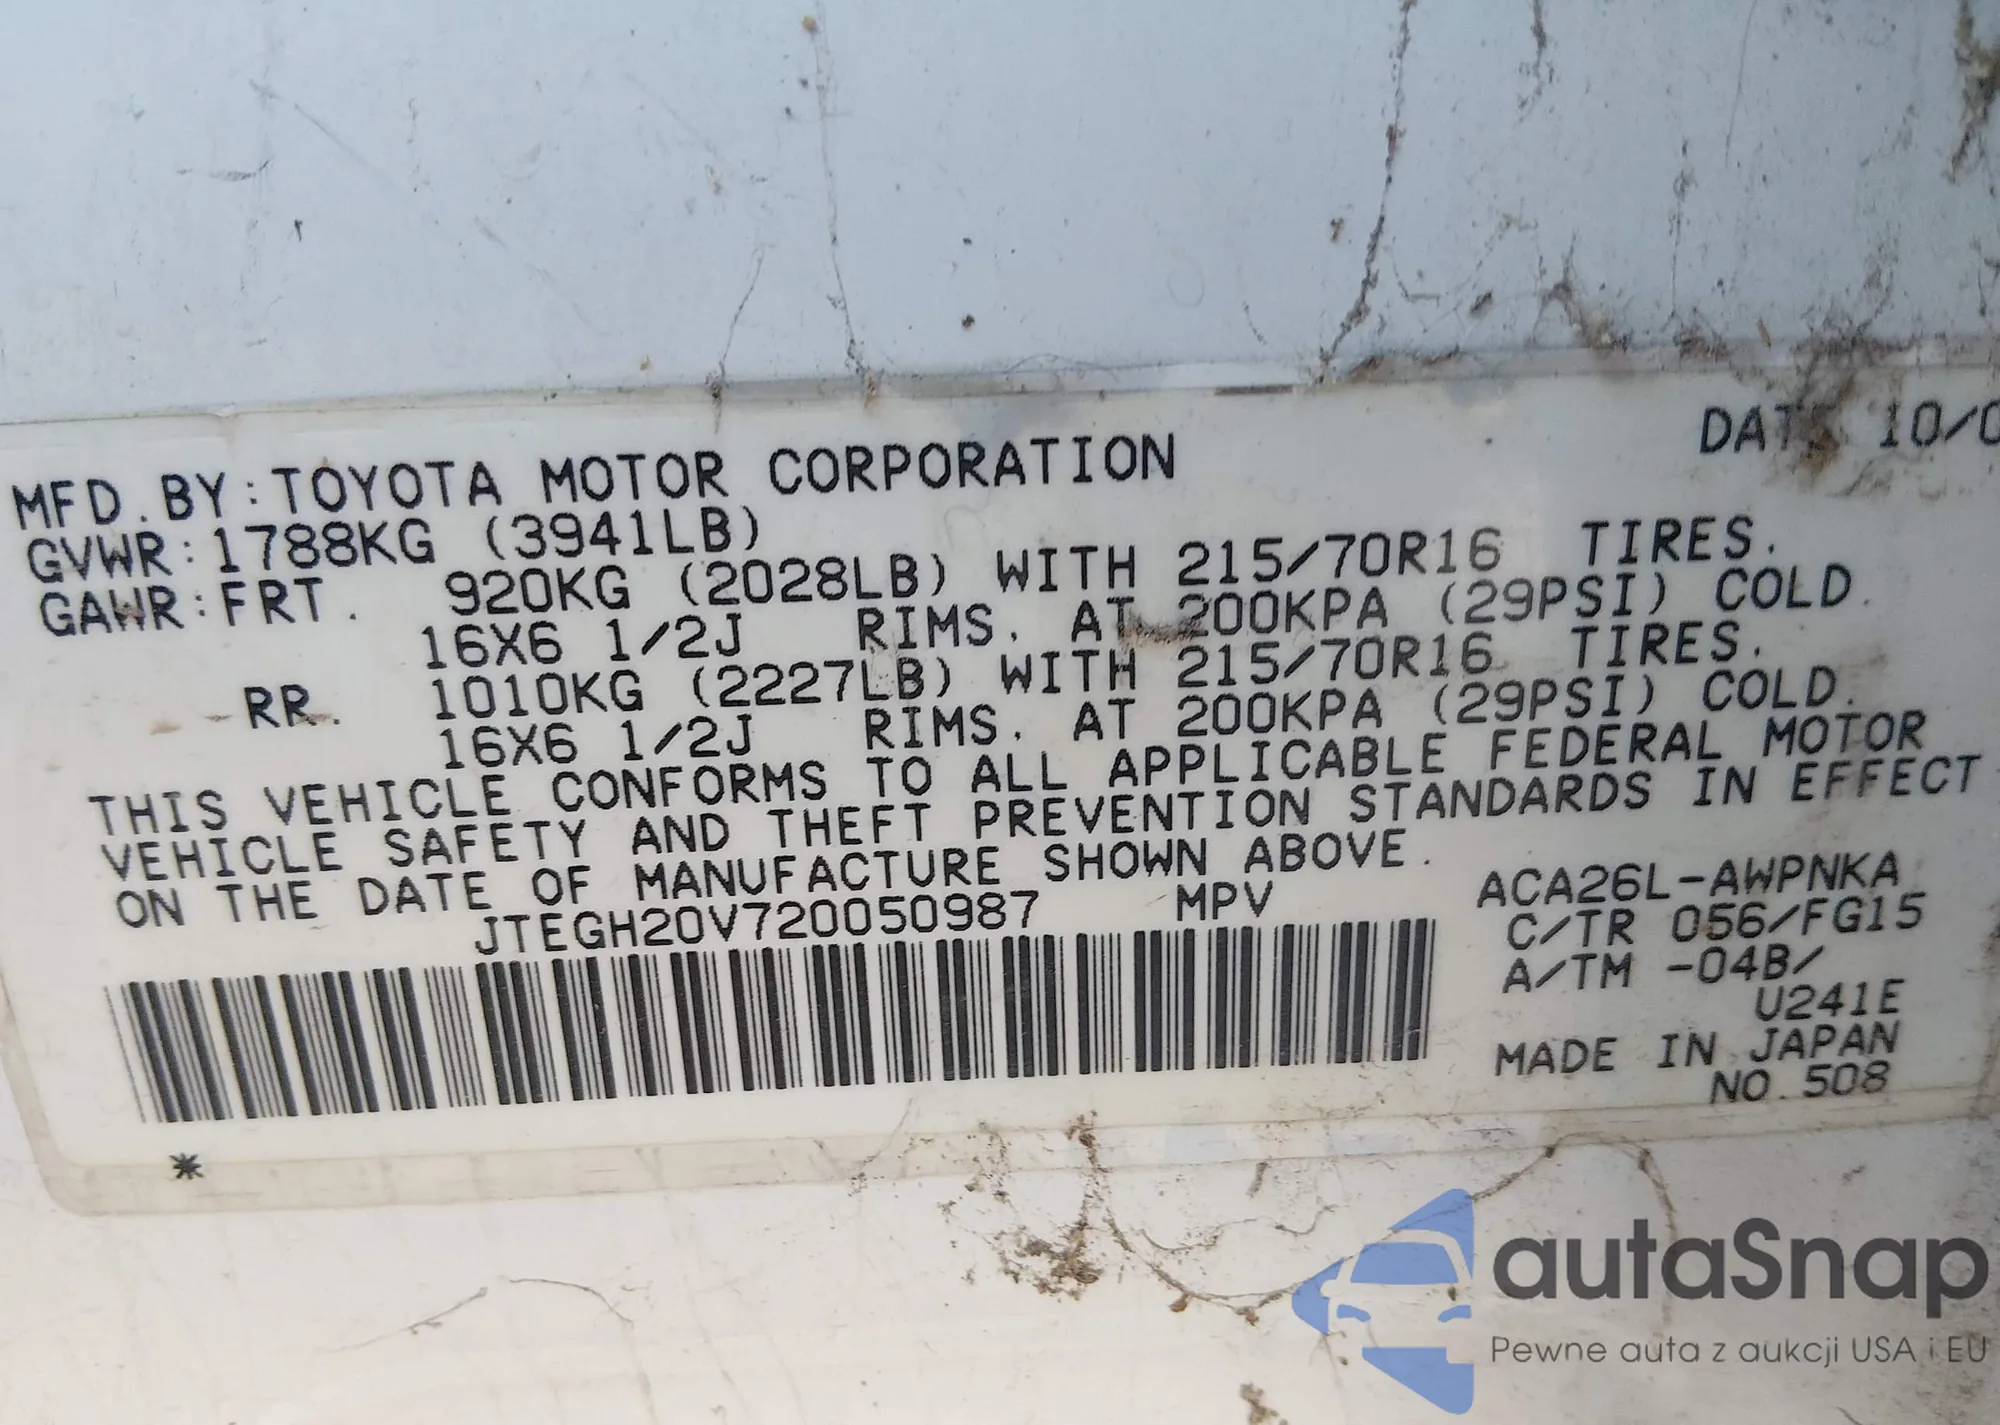 DATE 10/0
MFD.BY:TOYOTA MOTOR CORPORATION
GVWR:1788KG (3941LB)
GAWR:FRT. 920KG (2028LB) WITH 215/70R16 TIRES.
16X6 1/2J RIMS. AT 200KPA (29PSI) COLD.
RR. 1010KG (2227LB) WITH 215/70R16 TIRES.
16X6 1/2J RIMS. AT 200KPA (29PSI) COLD.
THIS VEHICLE CONFORMS TO ALL APPLICABLE FEDERAL MOTOR
VEHICLE SAFETY AND THEFT PREVENTION STANDARDS IN EFFECT
ON THE DATE OF MANUFACTURE SHOWN ABOVE.
JTEGH20V720050987 MPV
ACA26L-AWPNKA
C/TR 056/FG15
A/TM -04B/
U241E
MADE IN JAPAN
NO.508
*
autaSnap
Pewne auta z aukcji USA i EU